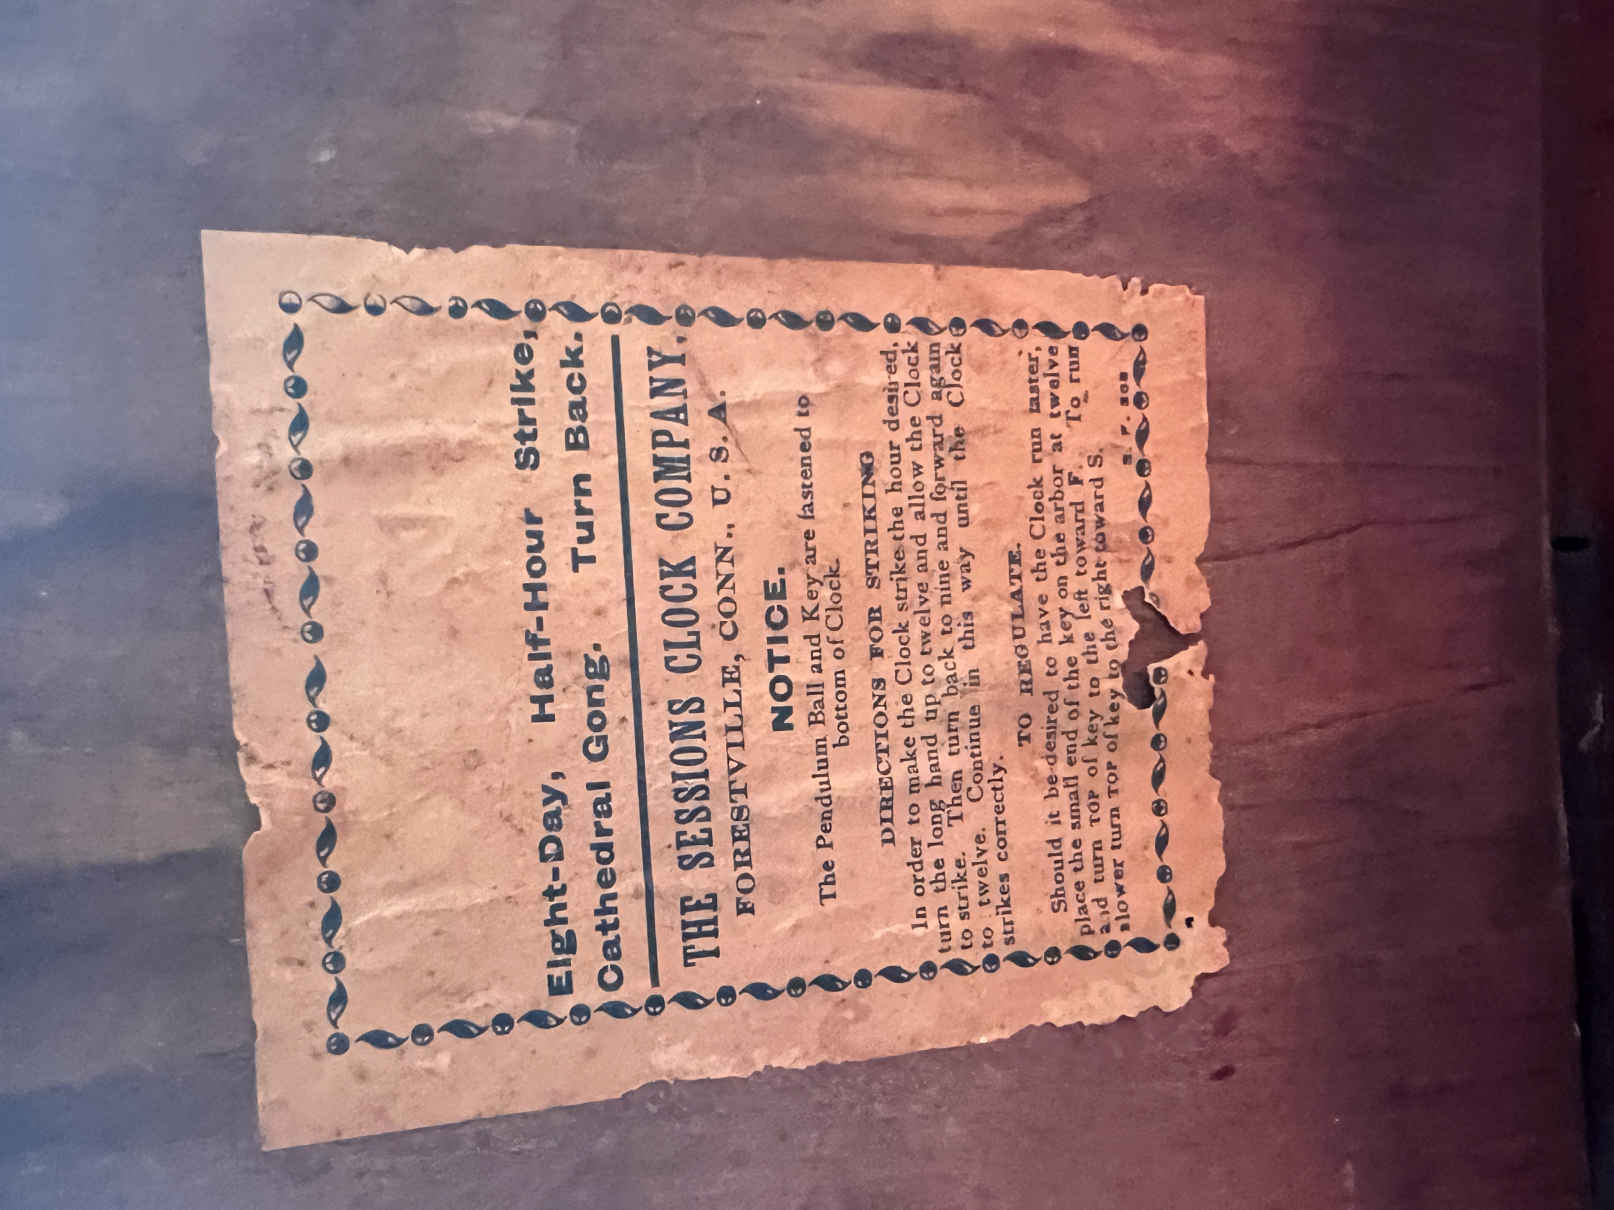 Eight-Day, Half-Hour Strike,
Cathedral Gong. Turn Back.
THE SESSIONS CLOCK COMPANY,
FORESTVILLE, CONN., U. S. A.
NOTICE.
The Pendulum Ball and Key are fastened to
bottom of Clock.
DIRECTIONS FOR STRIKING
In order to make the Clock strike the hour desired,
turn the long hand up to twelve and allow the Clock
to strike. Then turn back to nine and forward again
to twelve. Continue in this way until the Clock
strikes correctly.
TO REGULATE.
Should it be desired to have the Clock run faster,
place the small end of the key on the arbor at twelve
and turn TOP of key to the left toward F. To run
slower turn TOP of key to the right toward S.